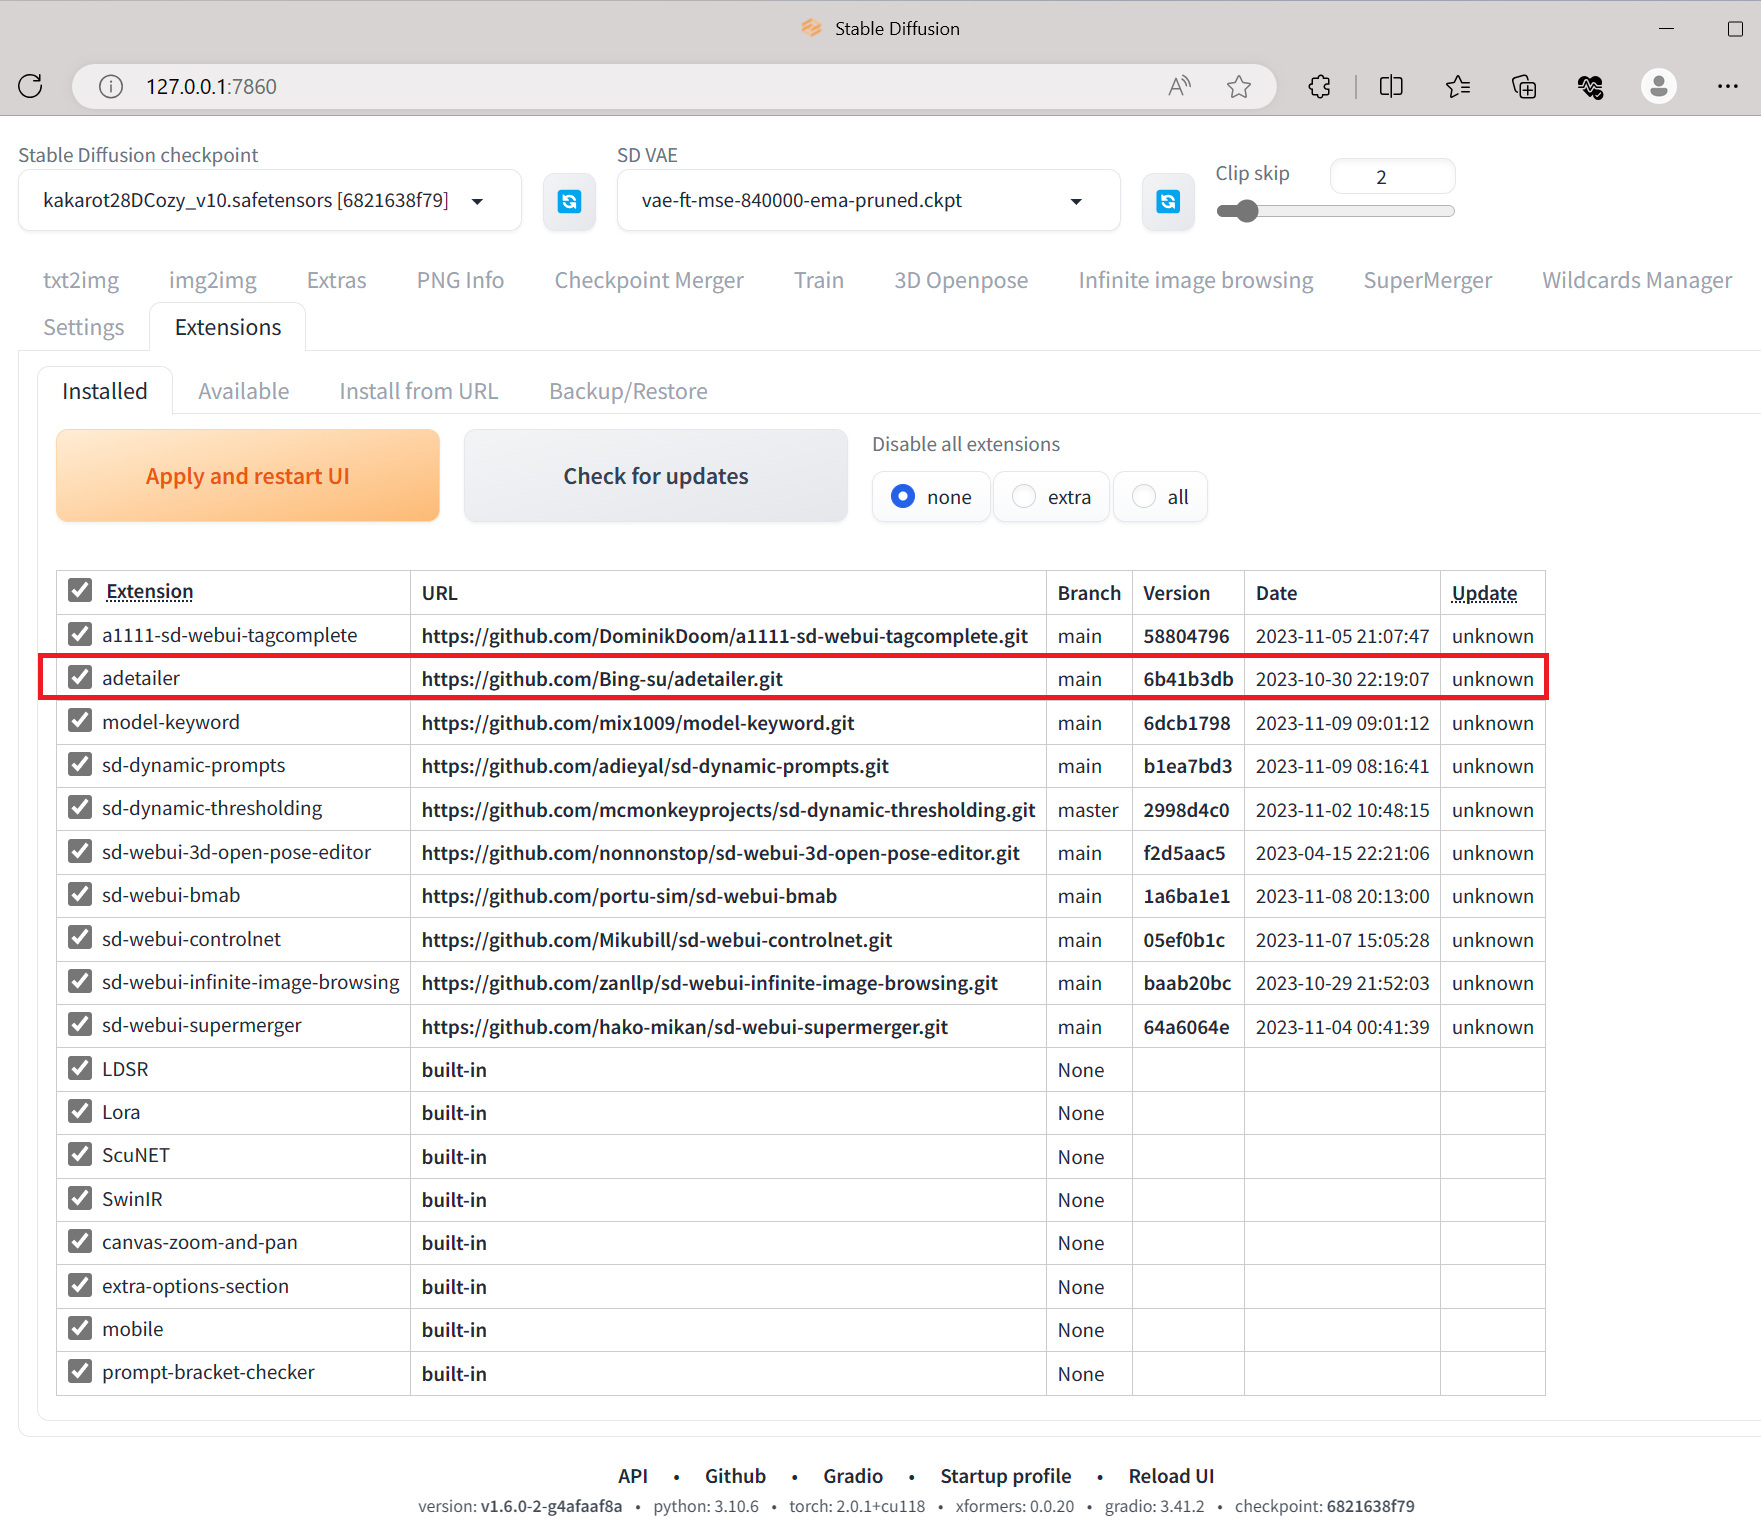 Stable Diffusion
127.0.0.1:7860
Stable Diffusion checkpoint
SD VAE
Clip skip
2
kakarot28DCozy_v10.safetensors [6821638f79]
vae-ft-mse-840000-ema-pruned.ckpt
txt2img img2img Extras PNG Info Checkpoint Merger Train 3D Openpose Infinite image browsing SuperMerger Wildcards Manager
Settings Extensions
Installed Available Install from URL Backup/Restore
Apply and restart UI
Check for updates
Disable all extensions
none extra all
Extension URL Branch Version Date Update
a1111-sd-webui-tagcomplete https://github.com/DominikDoom/a1111-sd-webui-tagcomplete.git main 58804796 2023-11-05 21:07:47 unknown
adetailer https://github.com/Bing-su/adetailer.git main 6b41b3db 2023-10-30 22:19:07 unknown
model-keyword https://github.com/mix1009/model-keyword.git main 6dcb1798 2023-11-09 09:01:12 unknown
sd-dynamic-prompts https://github.com/adieyal/sd-dynamic-prompts.git main b1ea7bd3 2023-11-09 08:16:41 unknown
sd-dynamic-thresholding https://github.com/mcmonkeyprojects/sd-dynamic-thresholding.git master 2998d4c0 2023-11-02 10:48:15 unknown
sd-webui-3d-open-pose-editor https://github.com/nonnonstop/sd-webui-3d-open-pose-editor.git main f2d5aac5 2023-04-15 22:21:06 unknown
sd-webui-bmab https://github.com/portu-sim/sd-webui-bmab main 1a6ba1e1 2023-11-08 20:13:00 unknown
sd-webui-controlnet https://github.com/Mikubill/sd-webui-controlnet.git main 05ef0b1c 2023-11-07 15:05:28 unknown
sd-webui-infinite-image-browsing https://github.com/zanllp/sd-webui-infinite-image-browsing.git main baab20bc 2023-10-29 21:52:03 unknown
sd-webui-supermerger https://github.com/hako-mikan/sd-webui-supermerger.git main 64a6064e 2023-11-04 00:41:39 unknown
LDSR built-in None
Lora built-in None
ScuNET built-in None
SwinIR built-in None
canvas-zoom-and-pan built-in None
extra-options-section built-in None
mobile built-in None
prompt-bracket-checker built-in None
API • Github • Gradio • Startup profile • Reload UI
version: v1.6.0-2-g4afaaf8a • python: 3.10.6 • torch: 2.0.1+cu118 • xformers: 0.0.20 • gradio: 3.41.2 • checkpoint: 6821638f79